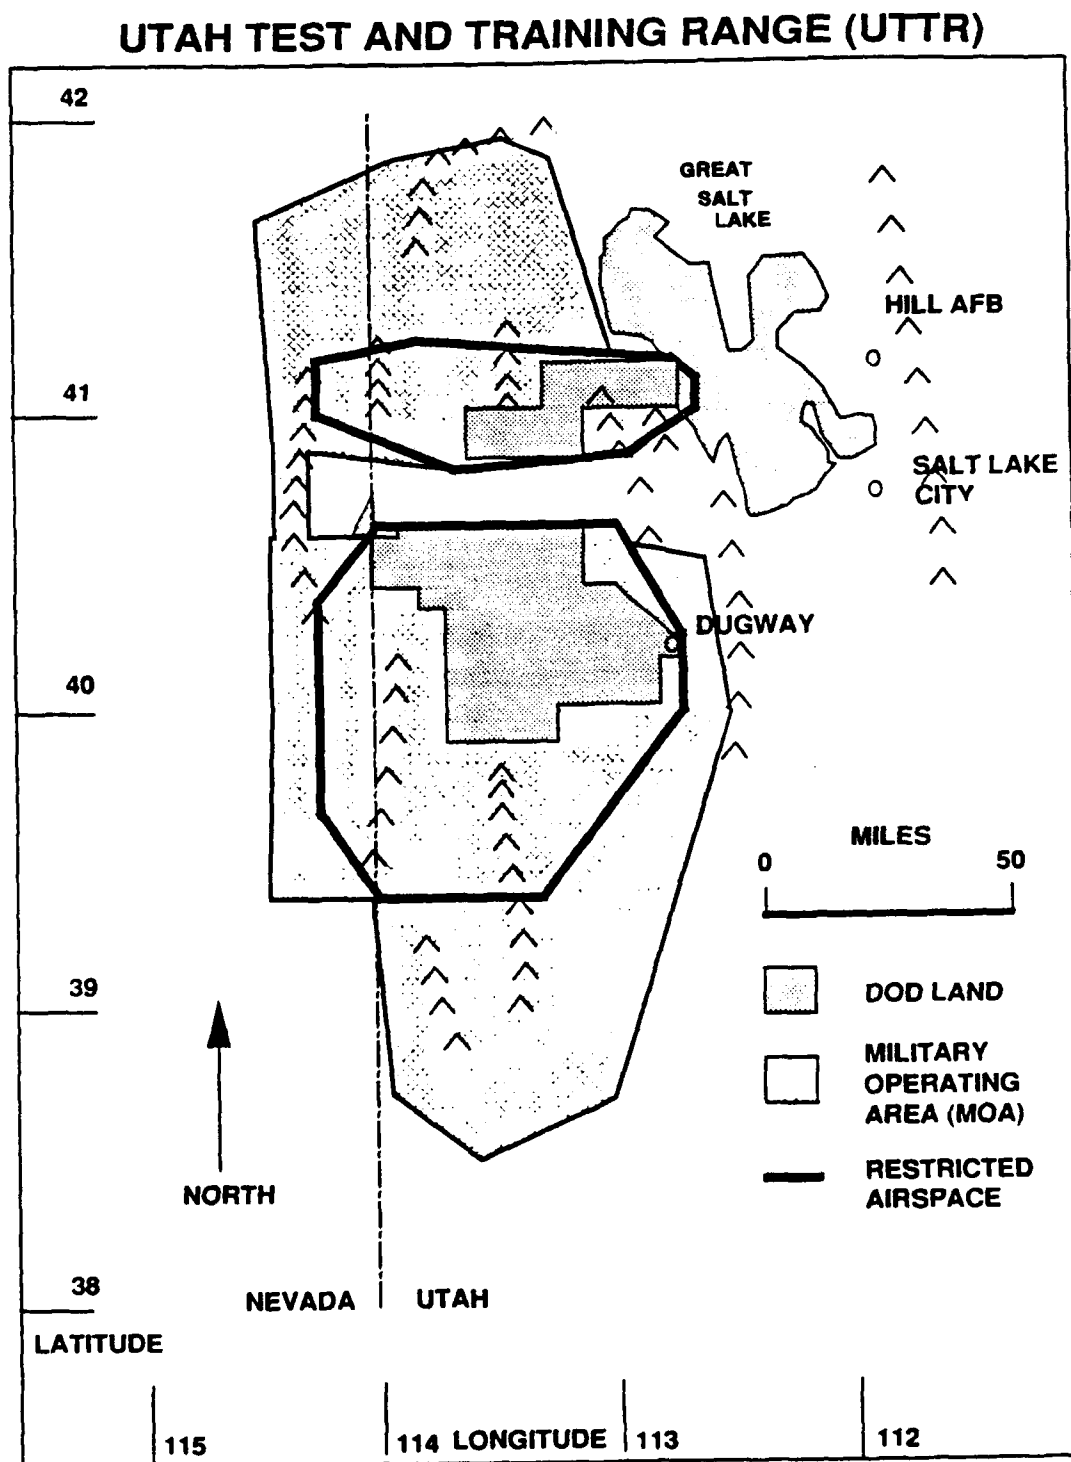 UTAH TEST AND TRAINING RANGE (UTTR)
42
GREAT
SALT
LAKE
HILL AFB
41
SALT LAKE
CITY
DUGWAY
40
MILES
0
50
39
DOD LAND
MILITARY
OPERATING
AREA (MOA)
RESTRICTED
AIRSPACE
NORTH
38
NEVADA
UTAH
LATITUDE
115
114
LONGITUDE
113
112